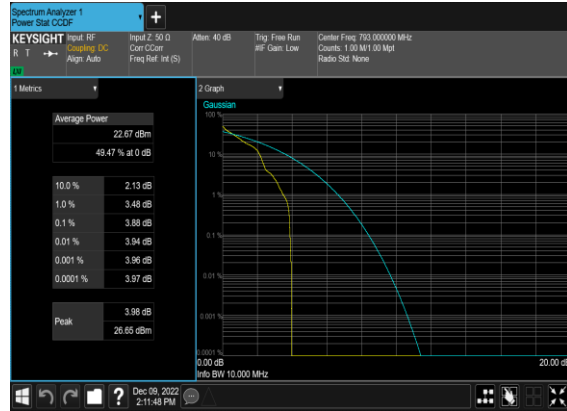 Spectrum Analyzer 1
Power Stat CCDF
+
KEYSIGHT
R T
LVI
Input: RF
Coupling: DC
Align: Auto
Input Z: 50 Ω
Corr CCorr
Freq Ref: Int (S)
Atten: 40 dB
Trig: Free Run
#IF Gain: Low
Center Freq: 793.000000 MHz
Counts: 1.00 M/1.00 Mpt
Radio Std: None
1 Metrics
Average Power
22.67 dBm
49.47 % at 0 dB
10.0 % 2.13 dB
1.0 % 3.48 dB
0.1 % 3.88 dB
0.01 % 3.94 dB
0.001 % 3.96 dB
0.0001 % 3.97 dB
Peak
3.98 dB
26.65 dBm
2 Graph
Gaussian
100 %
10 %
1 %
0.1 %
0.01 %
0.001 %
0.0001 %
0.00 dB
20.00 dB
Info BW 10.000 MHz
?
Dec 09, 2022
2:11:48 PM